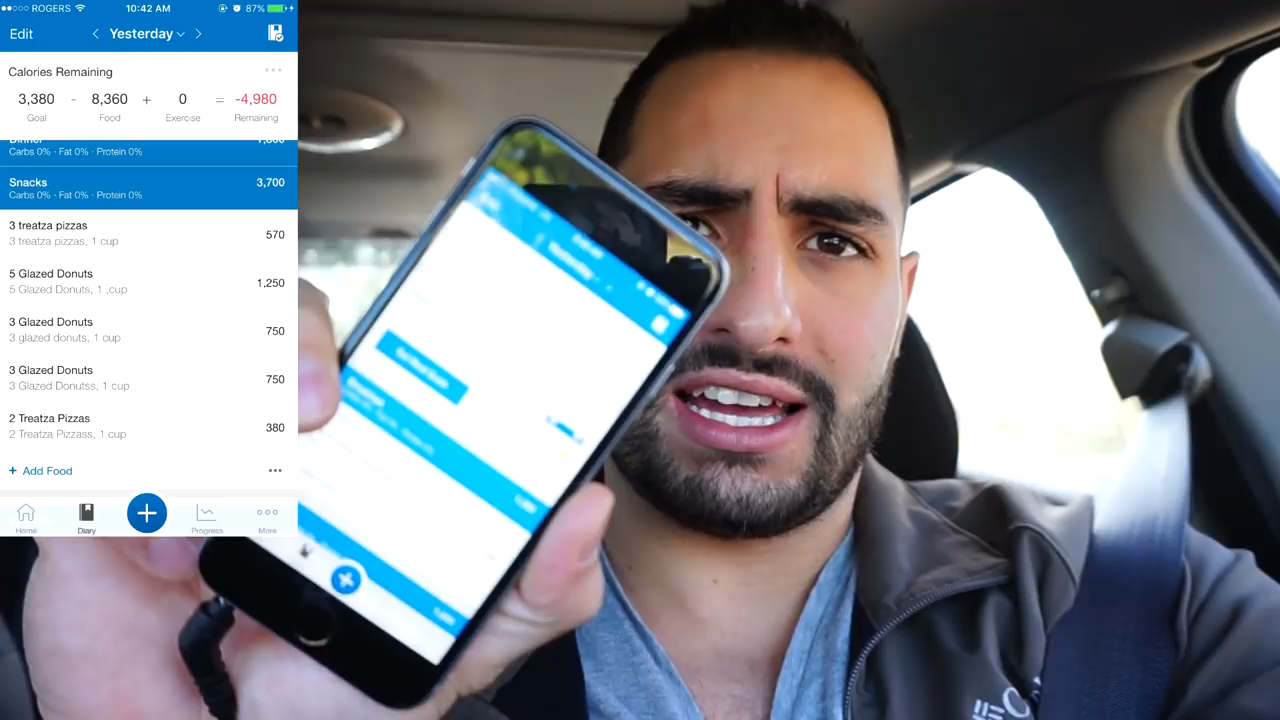 ROGERS 10:42 AM 87%
Edit < Yesterday >
Calories Remaining
3,380 - 8,360 + 0 = -4,980
Goal Food Exercise Remaining
Dinner
Carbs 0% · Fat 0% · Protein 0%
Snacks 3,700
Carbs 0% · Fat 0% · Protein 0%
3 treatza pizzas 570
3 treatza pizzas, 1 cup
5 Glazed Donuts 1,250
5 Glazed Donuts, 1 ,cup
3 Glazed Donuts 750
3 glazed donuts, 1 cup
3 Glazed Donuts 750
3 Glazed Donutss, 1 cup
2 Treatza Pizzas 380
2 Treatza Pizzass, 1 cup
+ Add Food
Home Diary Progress More